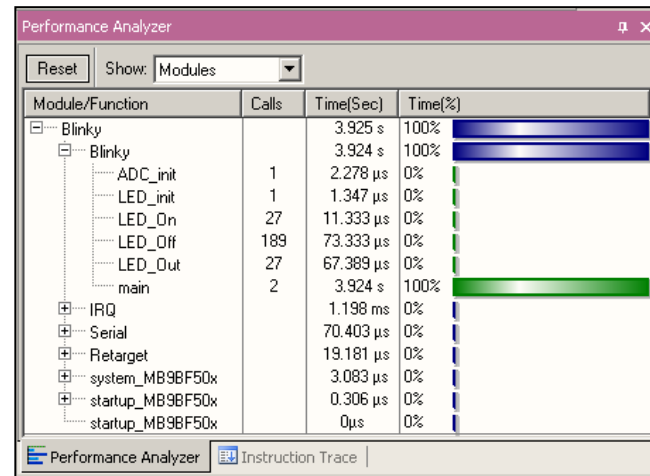 Performance Analyzer
Reset Show: Modules
Module/Function Calls Time(Sec) Time(%)
Blinky 3.925 s 100%
Blinky 3.924 s 100%
ADC_init 1 2.278 µs 0%
LED_init 1 1.347 µs 0%
LED_On 27 11.333 µs 0%
LED_Off 189 73.333 µs 0%
LED_Out 27 67.389 µs 0%
main 2 3.924 s 100%
IRQ 1.198 ms 0%
Serial 70.403 µs 0%
Retarget 19.181 µs 0%
system_MB9BF50x 3.083 µs 0%
startup_MB9BF50x 0.306 µs 0%
startup_MB9BF50x 0µs 0%
Performance Analyzer Instruction Trace